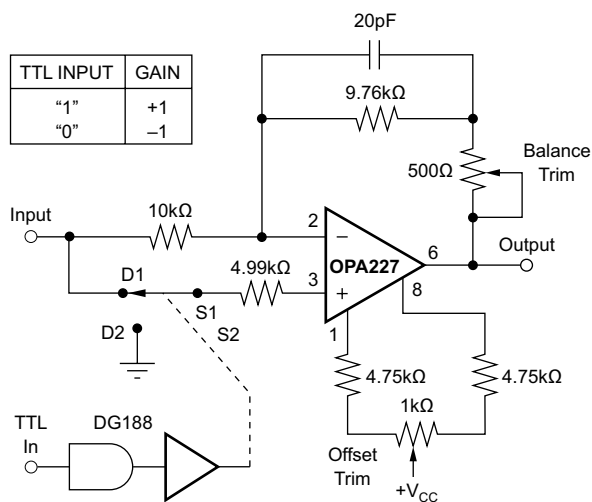 20pF
TTL INPUT GAIN
“1” +1
“0” –1
9.76kΩ
500Ω
Balance
Trim
Input
10kΩ
2
–
6
Output
D1
4.99kΩ
3
+
OPA227
8
S1
D2
S2
1
4.75kΩ
4.75kΩ
TTL
In
DG188
1kΩ
Offset
Trim
+VCC